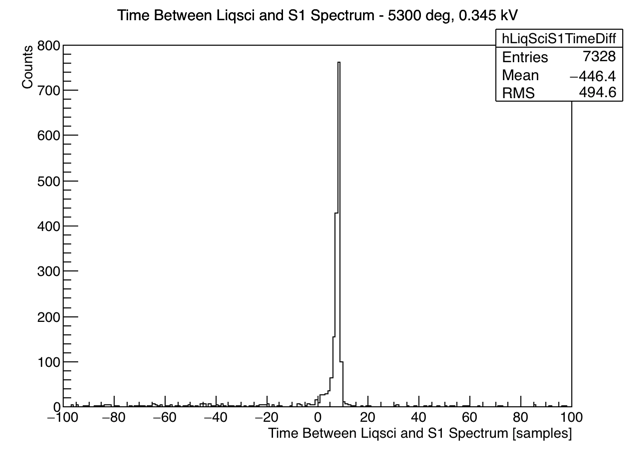 Time Between Liqsci and S1 Spectrum - 5300 deg, 0.345 kV
hLiqSciS1TimeDiff
Entries 7328
Mean −446.4
RMS 494.6
Counts
800
700
600
500
400
300
200
100
0
−100 −80 −60 −40 −20 0 20 40 60 80 100
Time Between Liqsci and S1 Spectrum [samples]